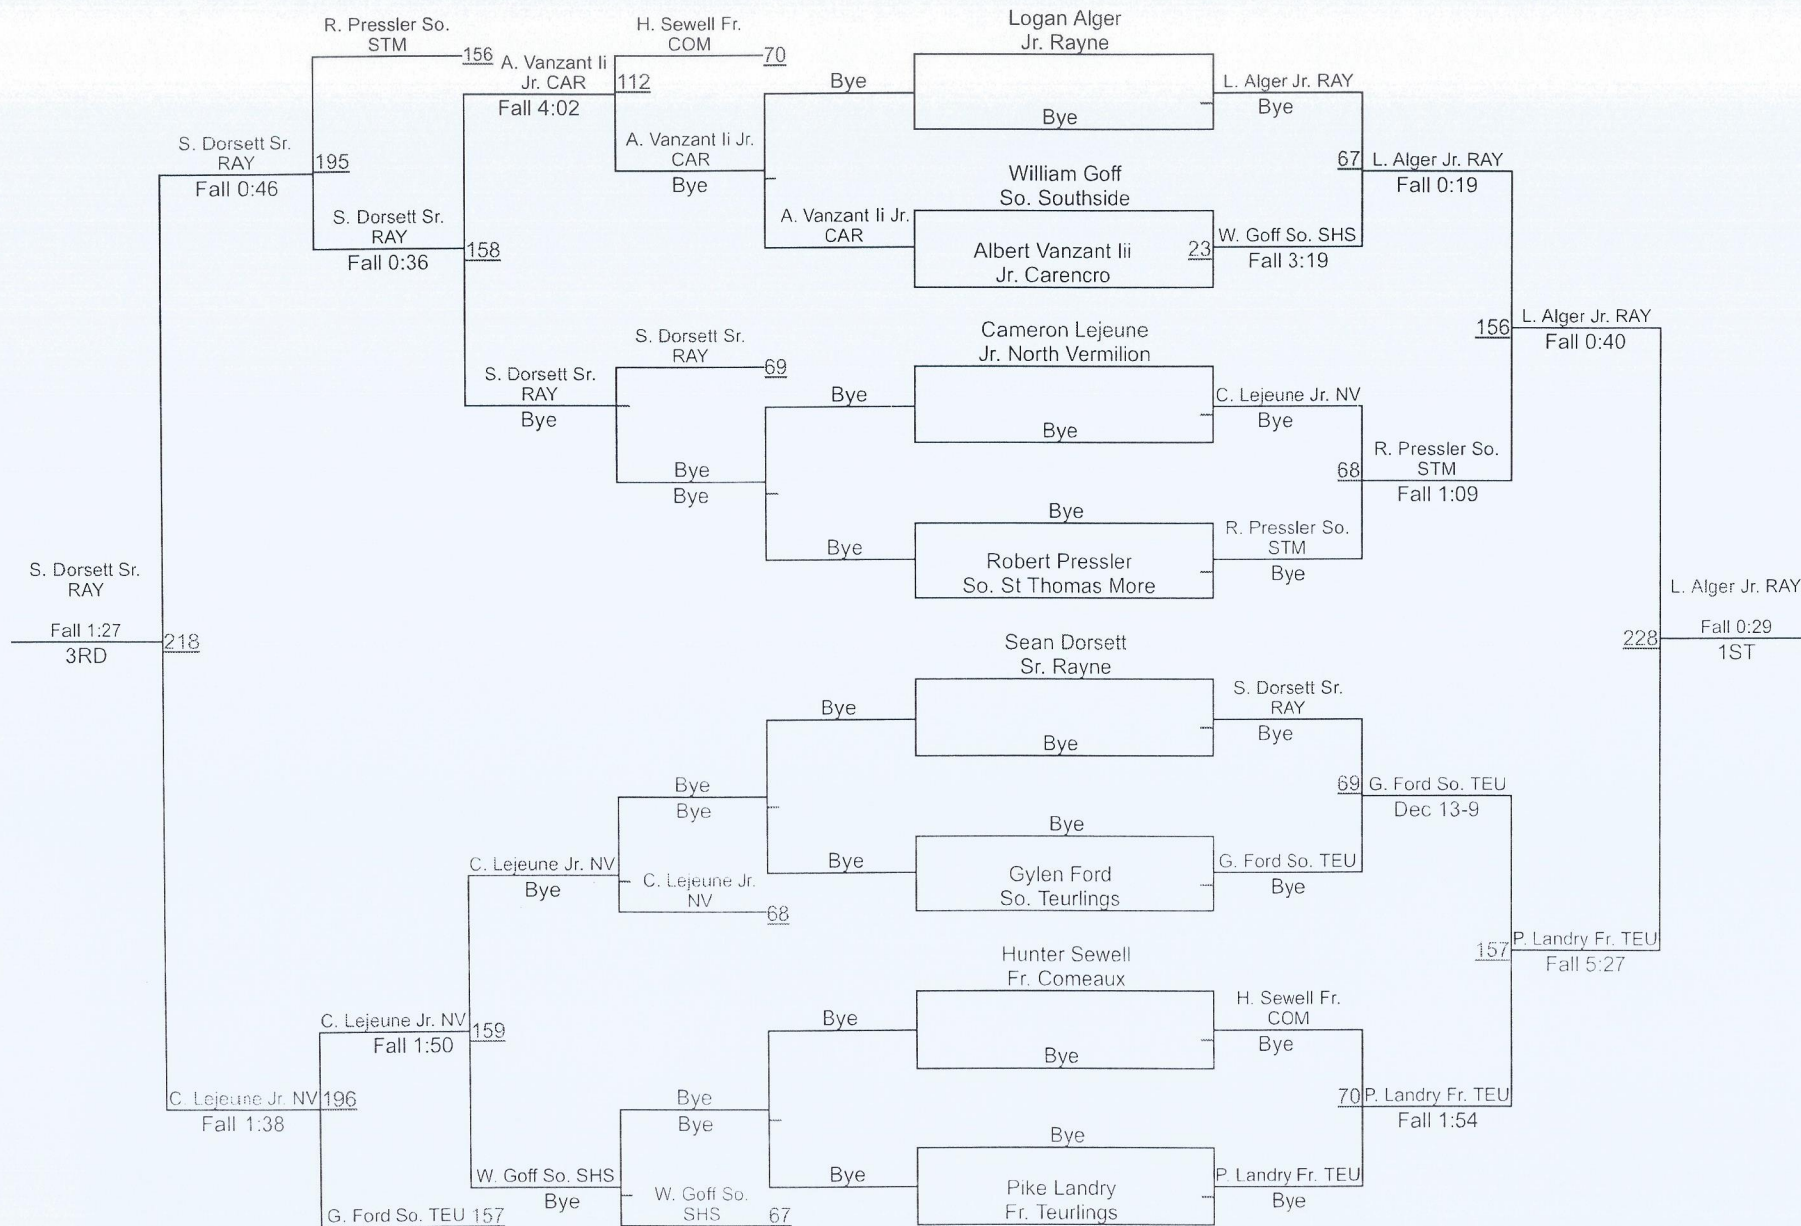 R. Pressler So.
STM
156
A. Vanzant Ii
Jr. CAR
Fall 4:02
H. Sewell Fr.
COM
70
112
A. Vanzant Ii Jr.
CAR
Bye
S. Dorsett Sr.
RAY
Fall 0:46
195
S. Dorsett Sr.
RAY
Fall 0:36
158
Bye
A. Vanzant Ii Jr.
CAR
Logan Alger
Jr. Rayne
Bye
L. Alger Jr. RAY
Bye
William Goff
So. Southside
Albert Vanzant Iii
Jr. Carencro
23
W. Goff So. SHS
Fall 3:19
67
L. Alger Jr. RAY
Fall 0:19
S. Dorsett Sr.
RAY
69
S. Dorsett Sr.
RAY
Bye
Bye
Bye
Bye
Bye
Cameron Lejeune
Jr. North Vermilion
Bye
C. Lejeune Jr. NV
Bye
Bye
Robert Pressler
So. St Thomas More
R. Pressler So.
STM
Bye
68
R. Pressler So.
STM
Fall 1:09
156
L. Alger Jr. RAY
Fall 0:40
S. Dorsett Sr.
RAY
Fall 1:27
3RD
218
L. Alger Jr. RAY
228
Fall 0:29
1ST
Sean Dorsett
Sr. Rayne
Bye
Bye
S. Dorsett Sr.
RAY
Bye
Bye
Bye
Bye
Bye
Gylen Ford
So. Teurlings
G. Ford So. TEU
Bye
69
G. Ford So. TEU
Dec 13-9
C. Lejeune Jr. NV
Bye
C. Lejeune Jr.
NV
68
157
P. Landry Fr. TEU
Fall 5:27
Hunter Sewell
Fr. Comeaux
Bye
Bye
H. Sewell Fr.
COM
Bye
C. Lejeune Jr. NV
Fall 1:50
159
C. Lejeune Jr. NV
Fall 1:38
196
Bye
Bye
Bye
Bye
Pike Landry
Fr. Teurlings
P. Landry Fr. TEU
Bye
70
P. Landry Fr. TEU
Fall 1:54
W. Goff So. SHS
Bye
W. Goff So.
SHS
67
G. Ford So. TEU
157